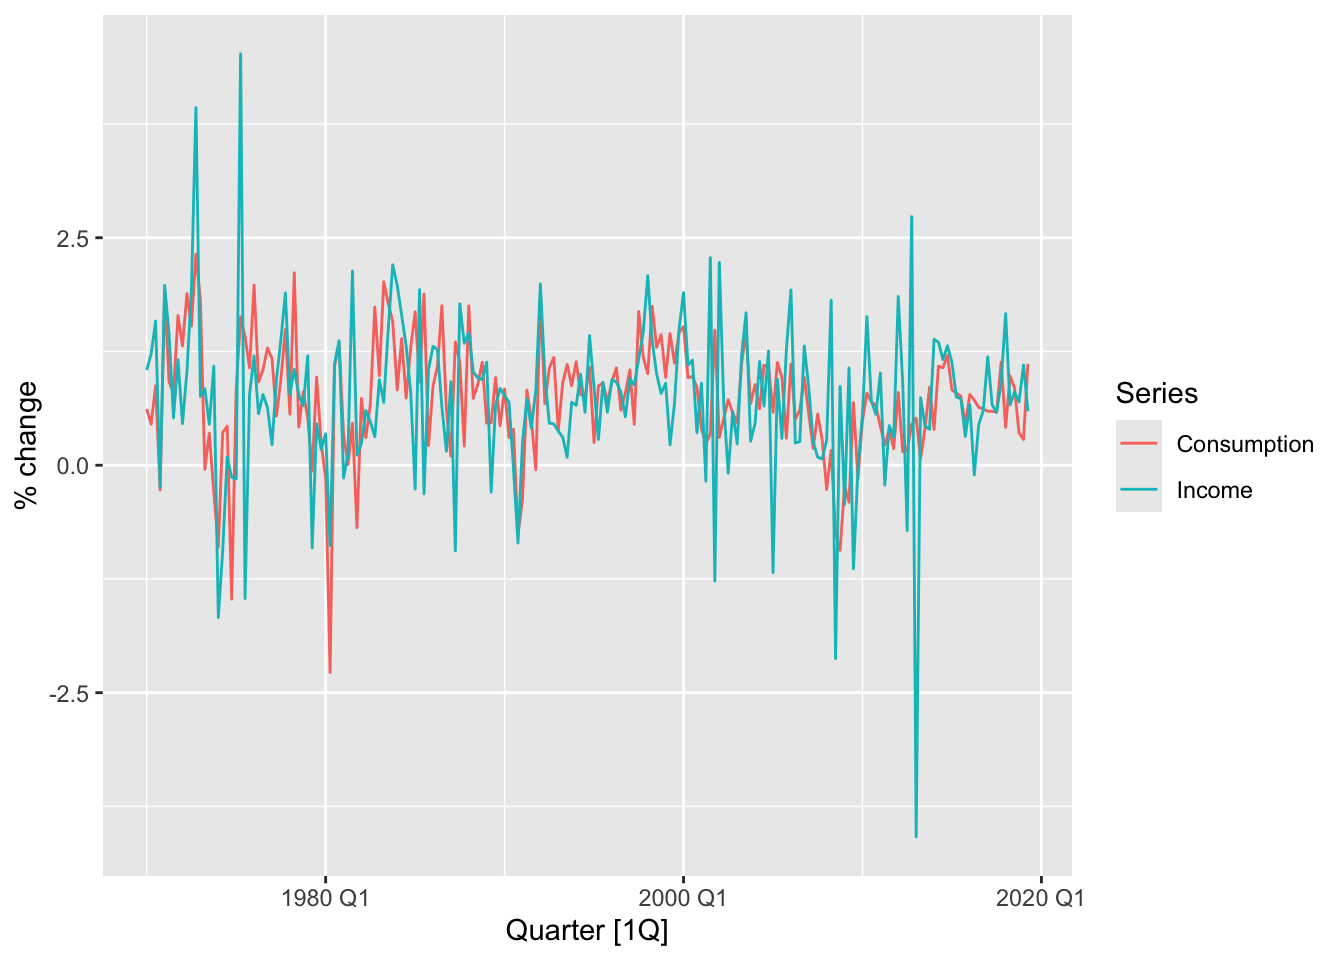 % change
2.5
0.0
-2.5
1980 Q1
2000 Q1
2020 Q1
Quarter [1Q]
Series
Consumption
Income